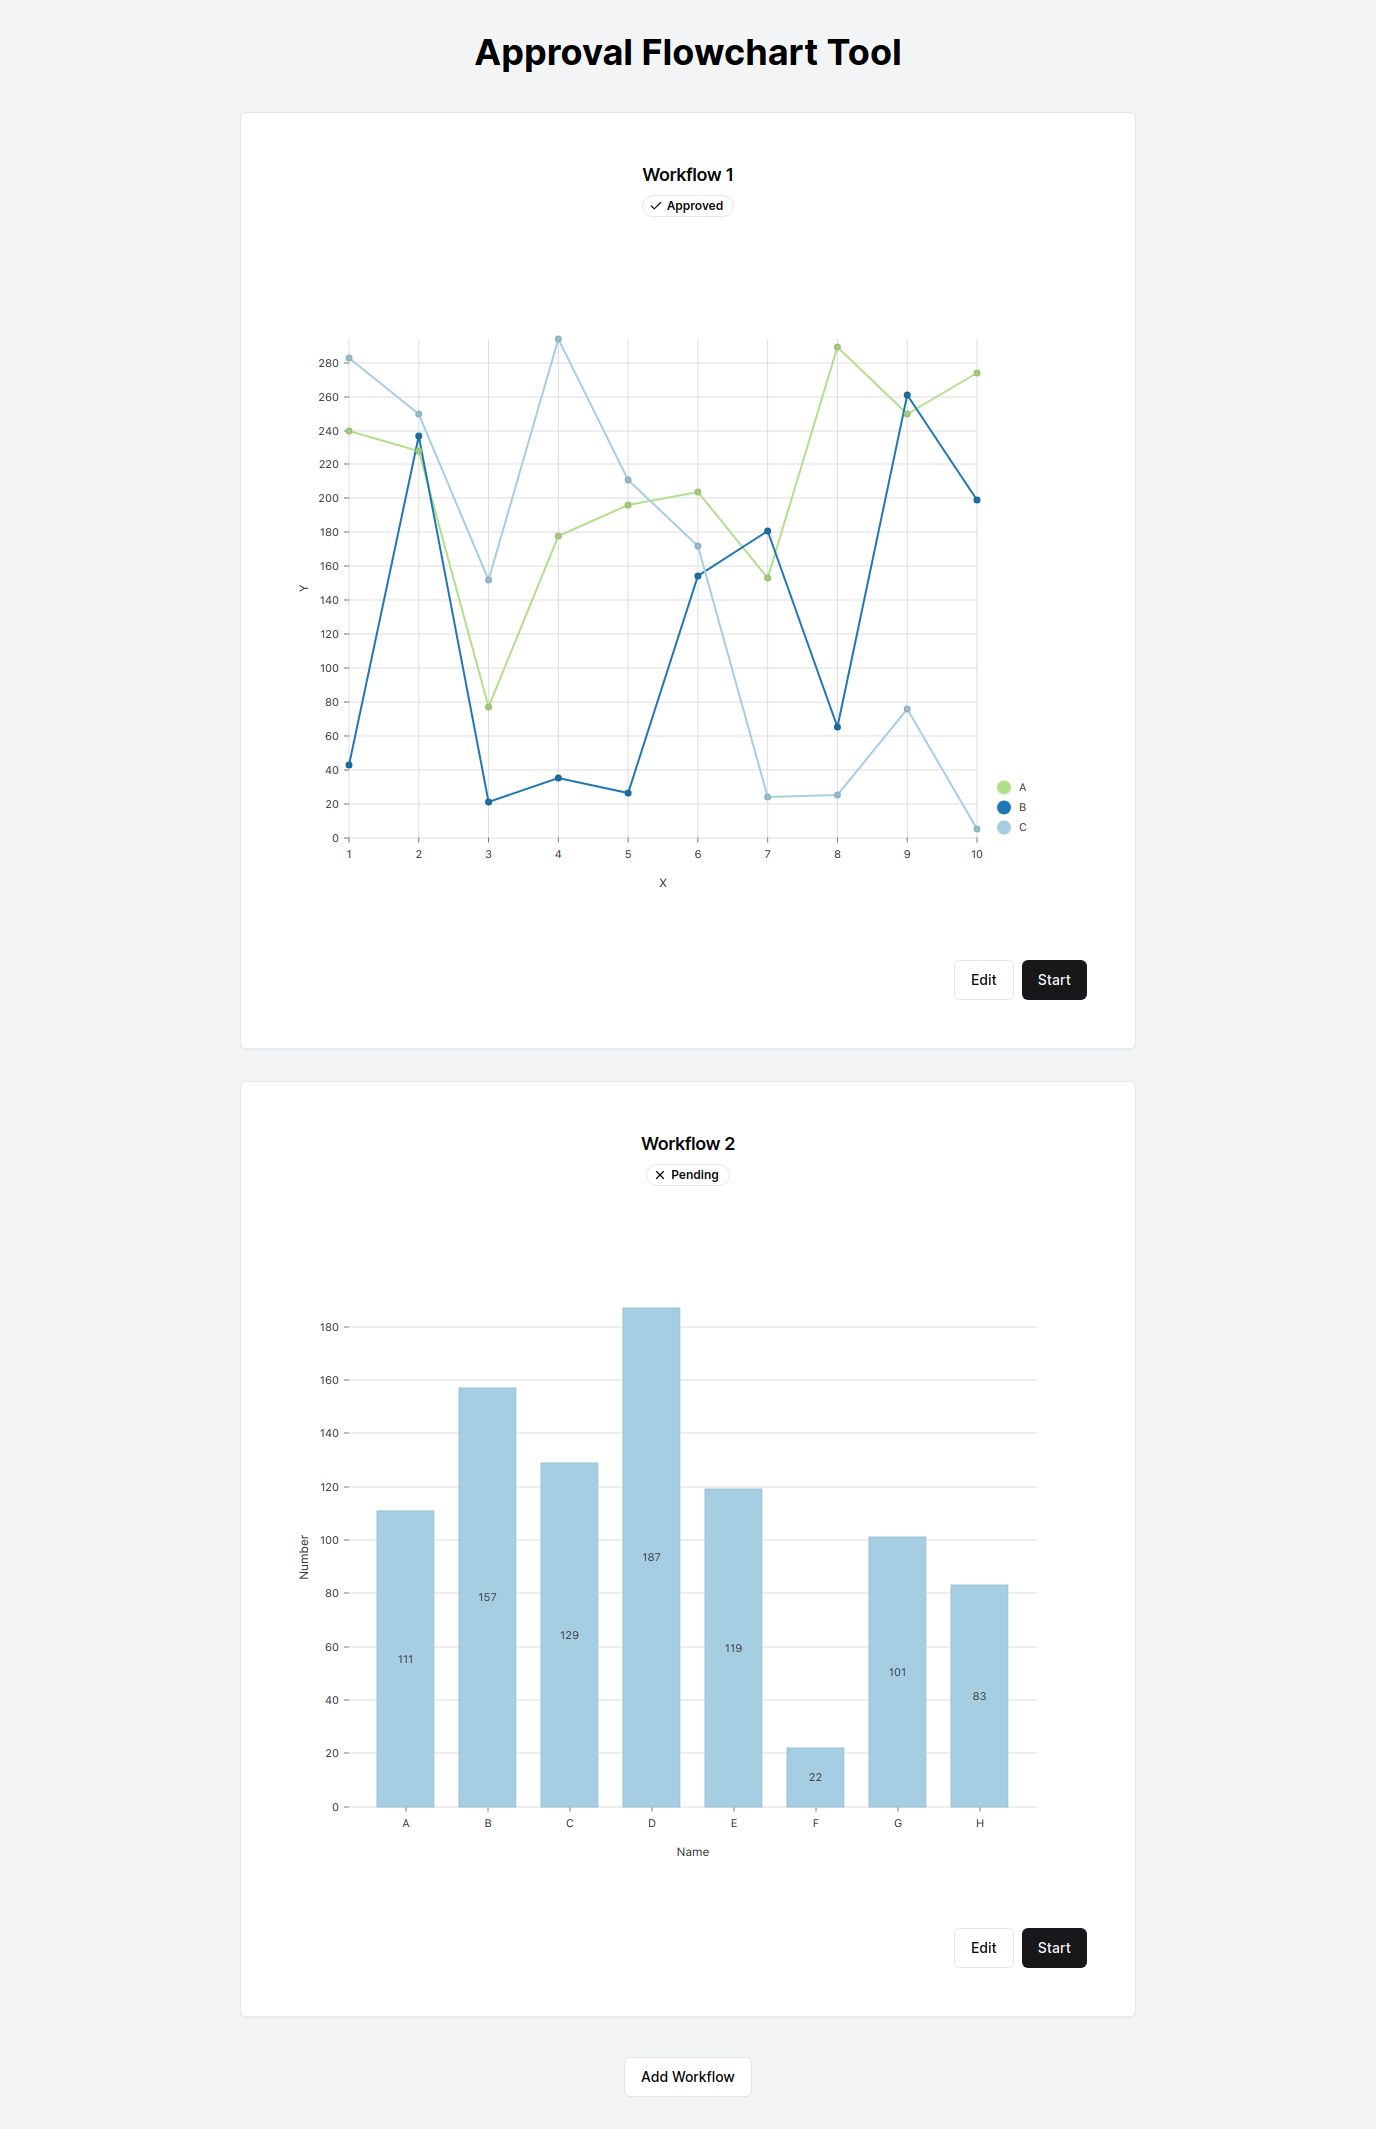 Approval Flowchart Tool
Workflow 1
Approved
280
260
240
220
200
180
160
140
120
100
80
60
40
20
0
Y
1 2 3 4 5 6 7 8 9 10
X
A
B
C
Edit Start
Workflow 2
Pending
180
160
140
120
100
80
60
40
20
0
Number
111 157 129 187 119 22 101 83
A B C D E F G H
Name
Edit Start
Add Workflow